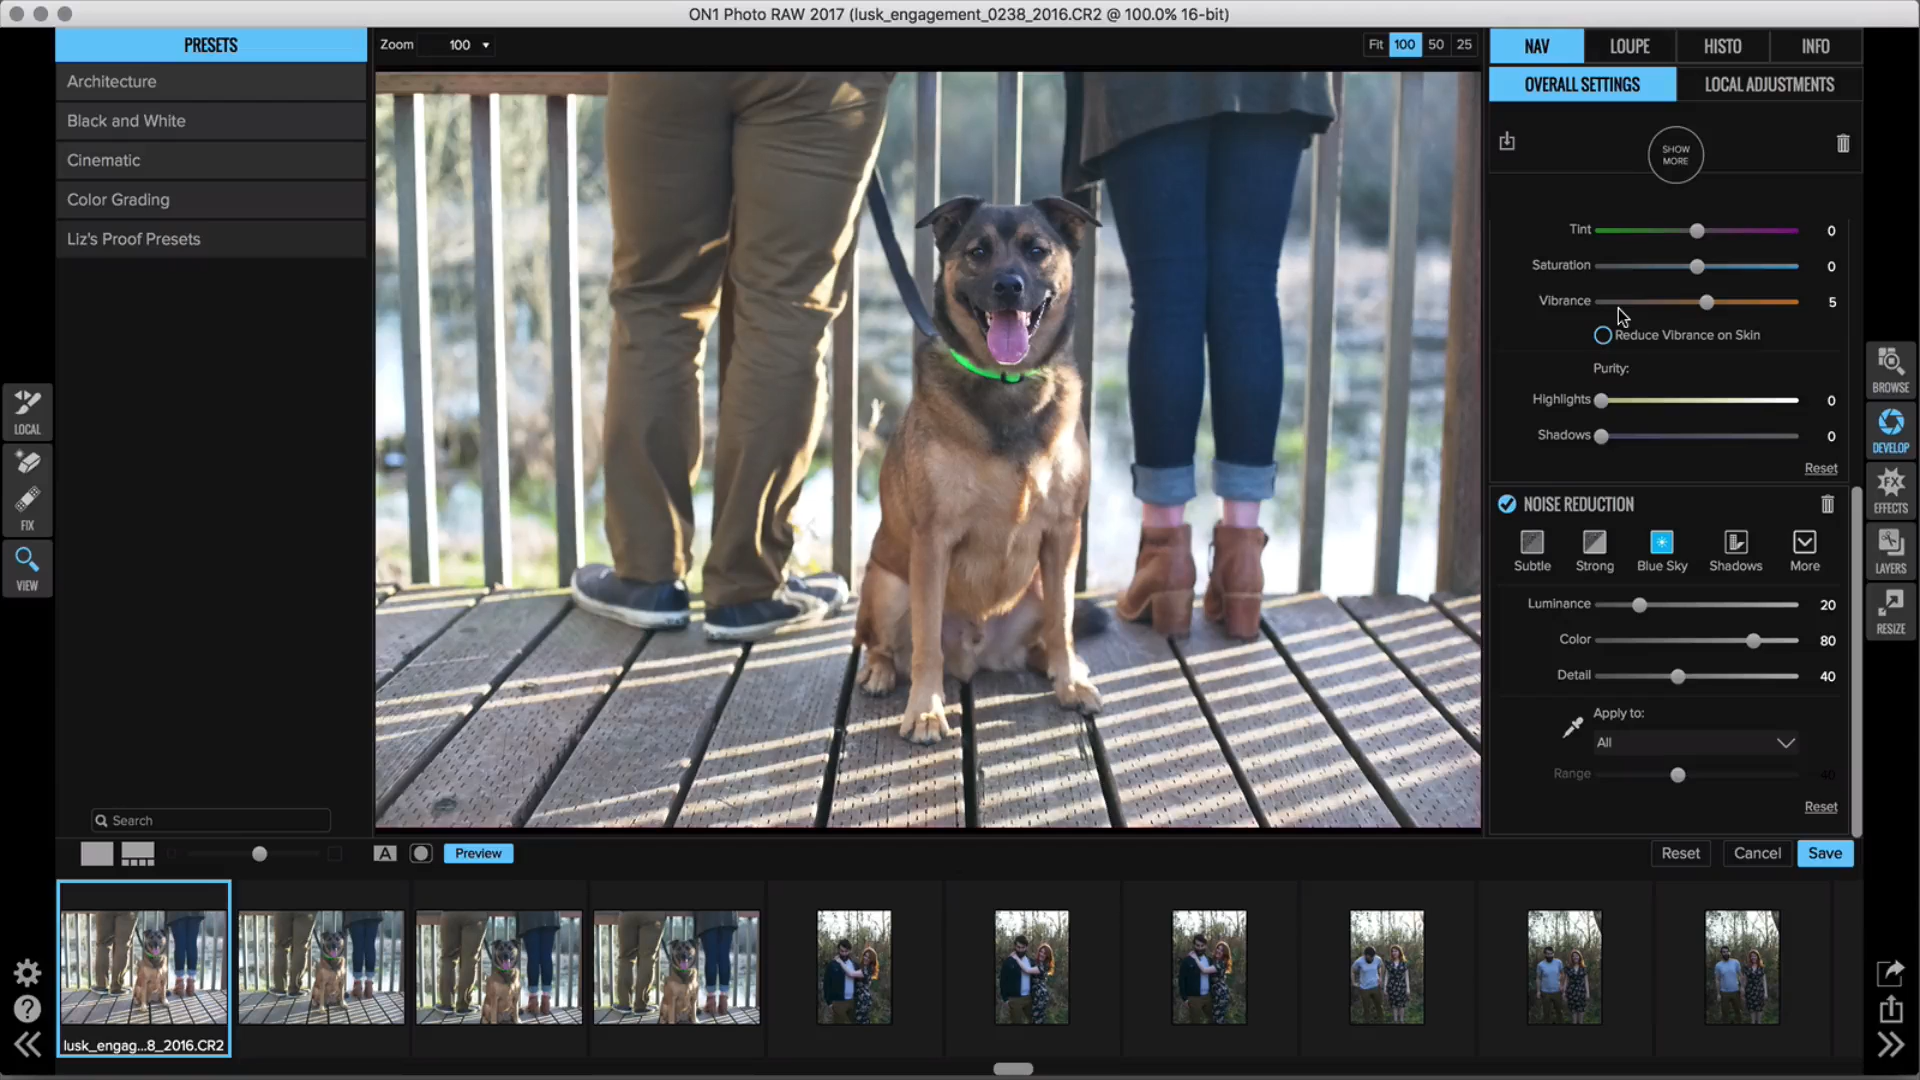 ON1 Photo RAW 2017 (lusk_engagement_0238_2016.CR2 @ 100.0% 16-bit)
PRESETS
Architecture
Black and White
Cinematic
Color Grading
Liz's Proof Presets
Search
Zoom 100
Fit 100 50 25
NAV LOUPE HISTO INFO
OVERALL SETTINGS LOCAL ADJUSTMENTS
SHOW
MORE
Tint 0
Saturation 0
Vibrance 5
Reduce Vibrance on Skin
Purity:
Highlights 0
Shadows 0
Reset
NOISE REDUCTION
Subtle Strong Blue Sky Shadows More
Luminance 20
Color 80
Detail 40
Apply to:
All
Range 40
Reset
LOCAL
FIX
VIEW
BROWSE
DEVELOP
FX
EFFECTS
LAYERS
RESIZE
A Preview
Reset Cancel Save
lusk_engag...8_2016.CR2